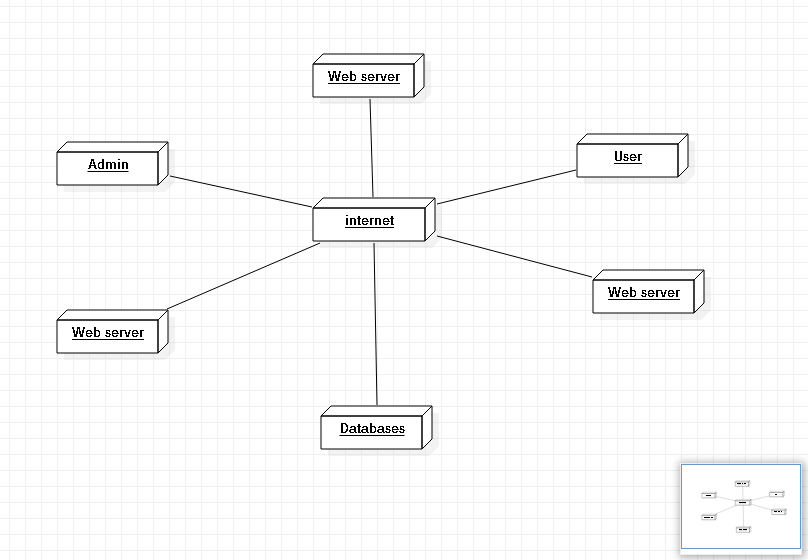 Web server
User
Admin
internet
Web server
Web server
Databases